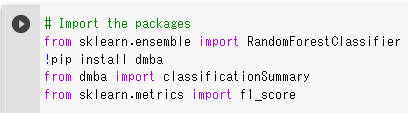 # Import the packages
from sklearn.ensemble import RandomForestClassifier
!pip install dmba
from dmba import classificationSummary
from sklearn.metrics import f1_score